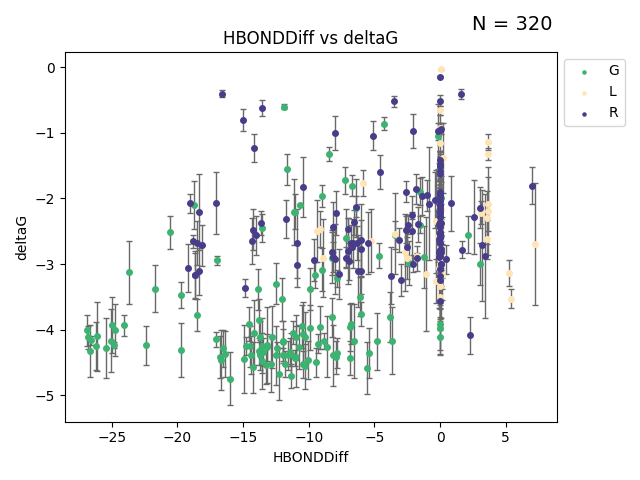 N = 320
HBONDDiff vs deltaG
G
L
R
deltaG
0
−1
−2
−3
−4
−5
−25
−20
−15
−10
−5
0
5
HBONDDiff